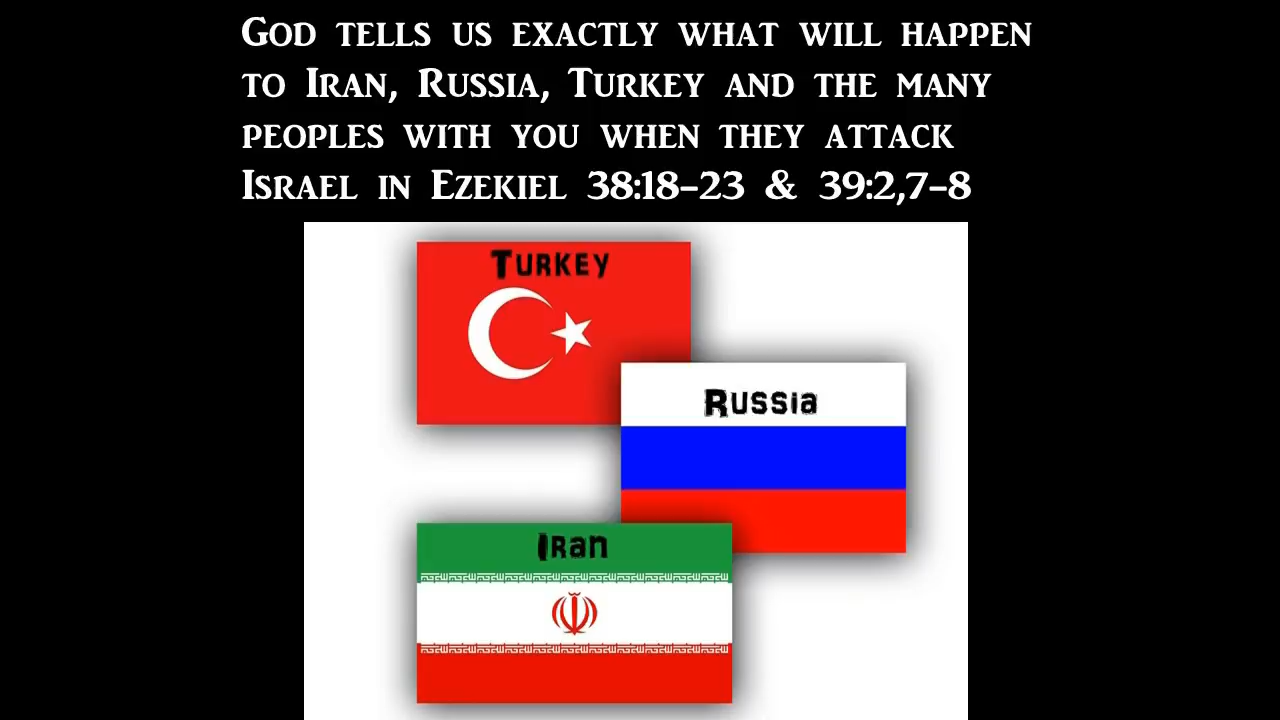 God tells us exactly what will happen
to Iran, Russia, Turkey and the many
peoples with you when they attack
Israel in Ezekiel 38:18-23 & 39:2,7-8
Turkey
Russia
Iran